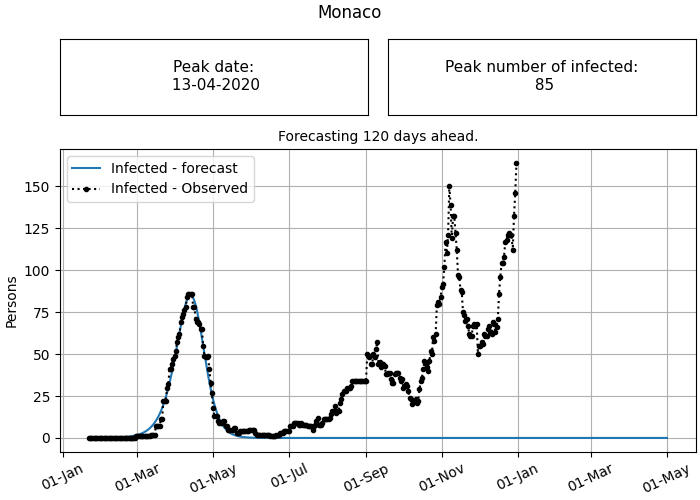 Monaco
Peak date:
13-04-2020
Peak number of infected:
85
Forecasting 120 days ahead.
Infected - forecast
Infected - Observed
Persons
150
125
100
75
50
25
0
01-Jan
01-Mar
01-May
01-Jul
01-Sep
01-Nov
01-Jan
01-Mar
01-May